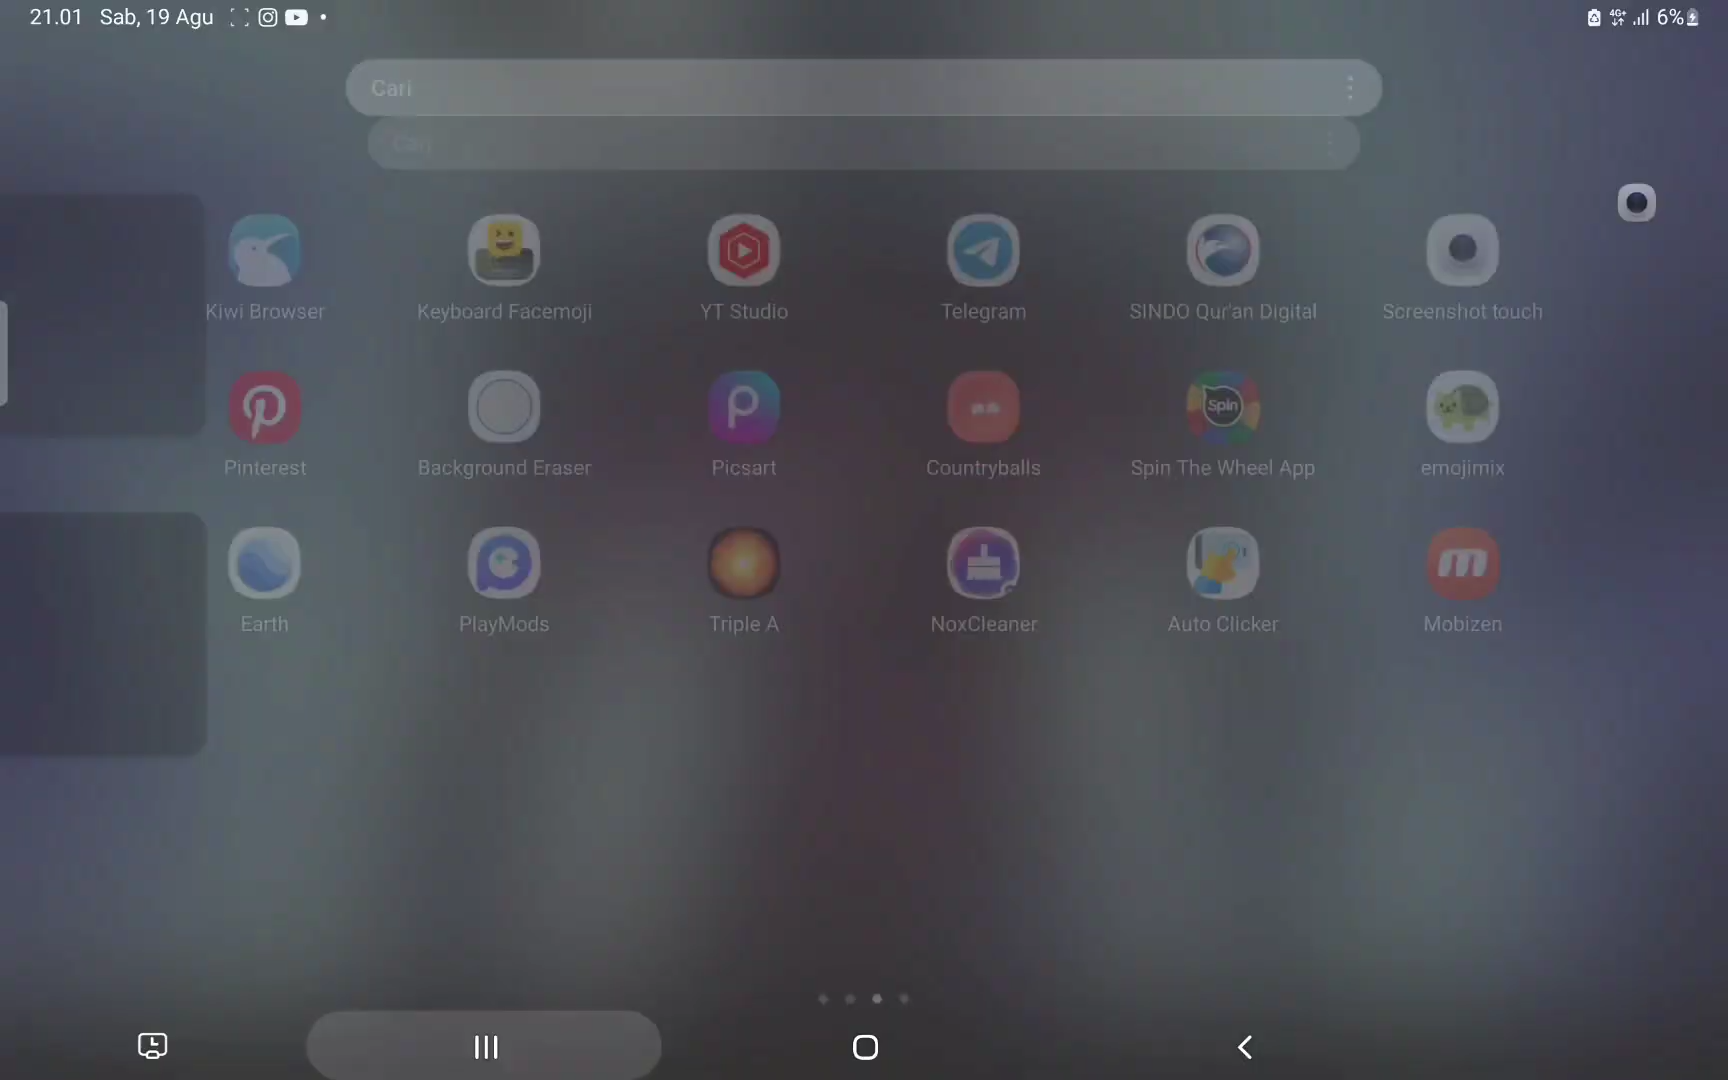 21.01 Sab, 19 Agu 4G+ 6%
Cari
Cari
Kiwi Browser Keyboard Facemoji YT Studio Telegram SINDO Qur'an Digital Screenshot touch
Spin
Pinterest Background Eraser Picsart Countryballs Spin The Wheel App emojimix
Earth PlayMods Triple A NoxCleaner Auto Clicker Mobizen